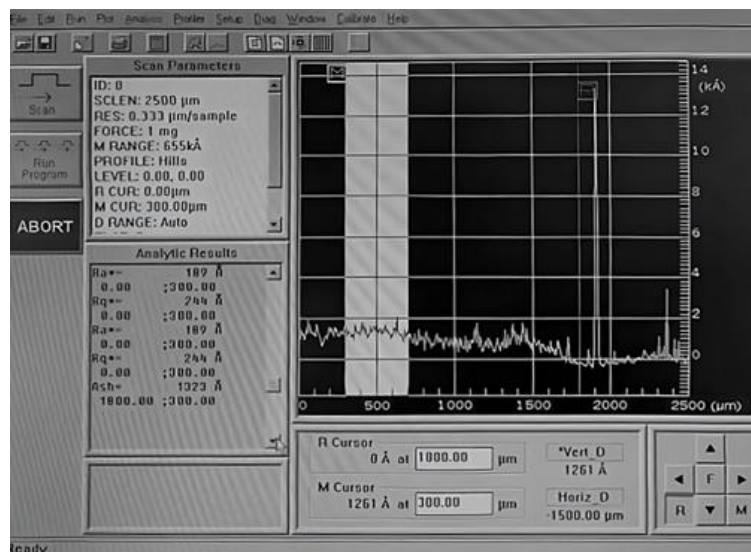 File Edit Run Plot Analysis Profiler Setup Diag Window Calibrate Help
Scan
Run
Program
ABORT
Scan Parameters
ID: 0
SCLEN: 2500 µm
RES: 0.333 µm/sample
FORCE: 1 mg
M RANGE: 655kÅ
PROFILE: Hills
LEVEL: 0.00, 0.00
R CUR: 0.00µm
M CUR: 300.00µm
D RANGE: Auto
Analytic Results
Ra*= 189 Å
0.00 ;300.00
Rq*= 244 Å
0.00 ;300.00
Ra*= 189 Å
0.00 ;300.00
Rq*= 244 Å
0.00 ;300.00
Ash= 1323 Å
1800.00 ;300.00
14
(kÅ)
12
10
8
6
4
2
0
0 500 1000 1500 2000 2500 (µm)
R Cursor
0 Å at 1800.00 µm
M Cursor
1261 Å at 300.00 µm
*Vert_D
1261 Å
Horiz_D
-1500.00 µm
F
R
M
Ready